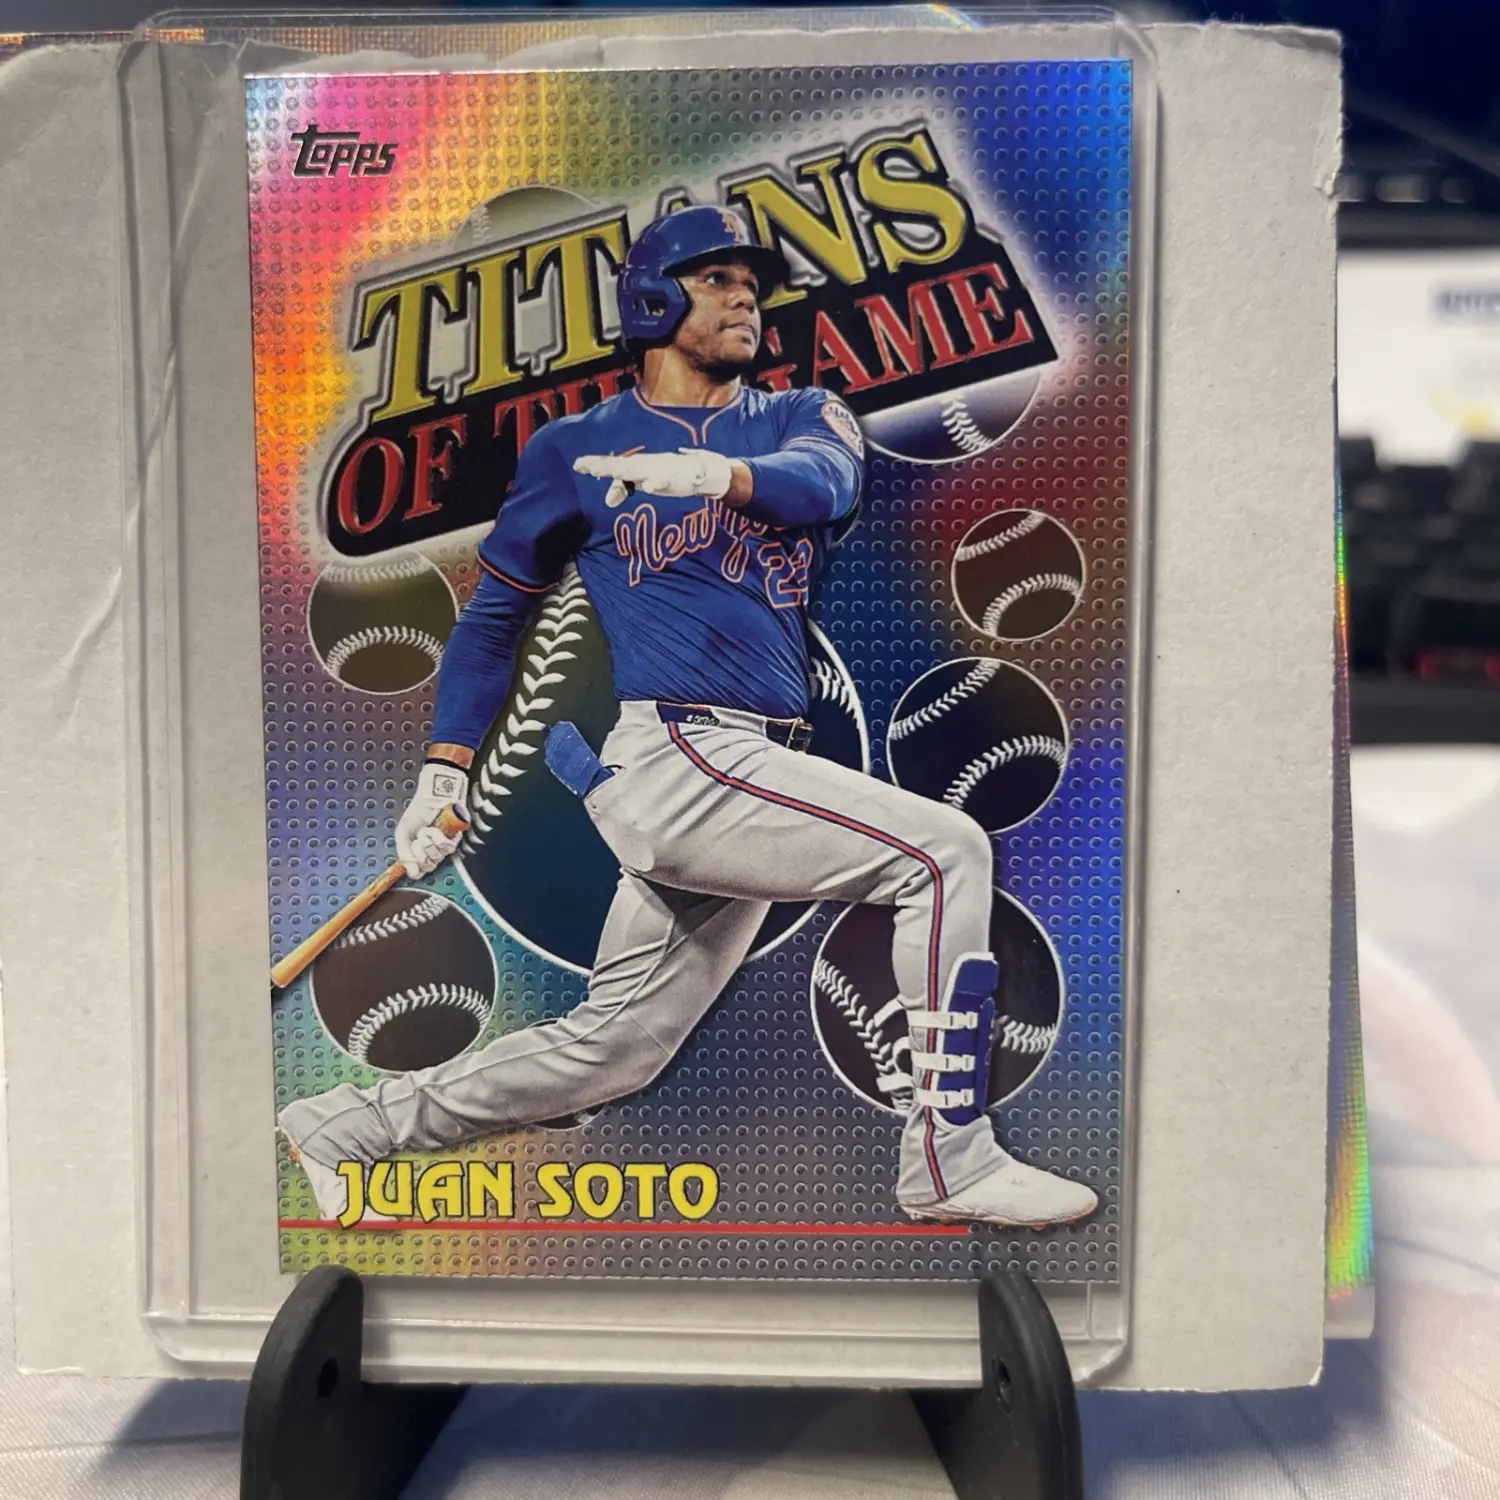 Topps
TITANS
OF THE GAME
New York
22
JUAN SOTO